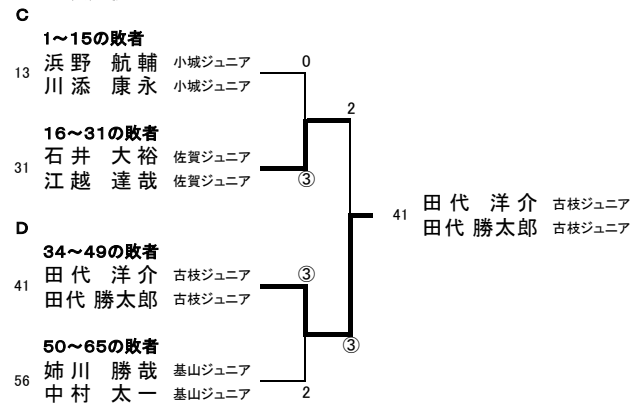 C
1～15の敗者
13 浜野 航輔 小城ジュニア
川添 康永 小城ジュニア
0
2
16～31の敗者
31 石井 大裕 佐賀ジュニア
江越 達哉 佐賀ジュニア
③
41 田代 洋介 古枝ジュニア
田代 勝太郎 古枝ジュニア
D
34～49の敗者
41 田代 洋介 古枝ジュニア
田代 勝太郎 古枝ジュニア
③
③
50～65の敗者
56 姉川 勝哉 基山ジュニア
中村 太一 基山ジュニア
2